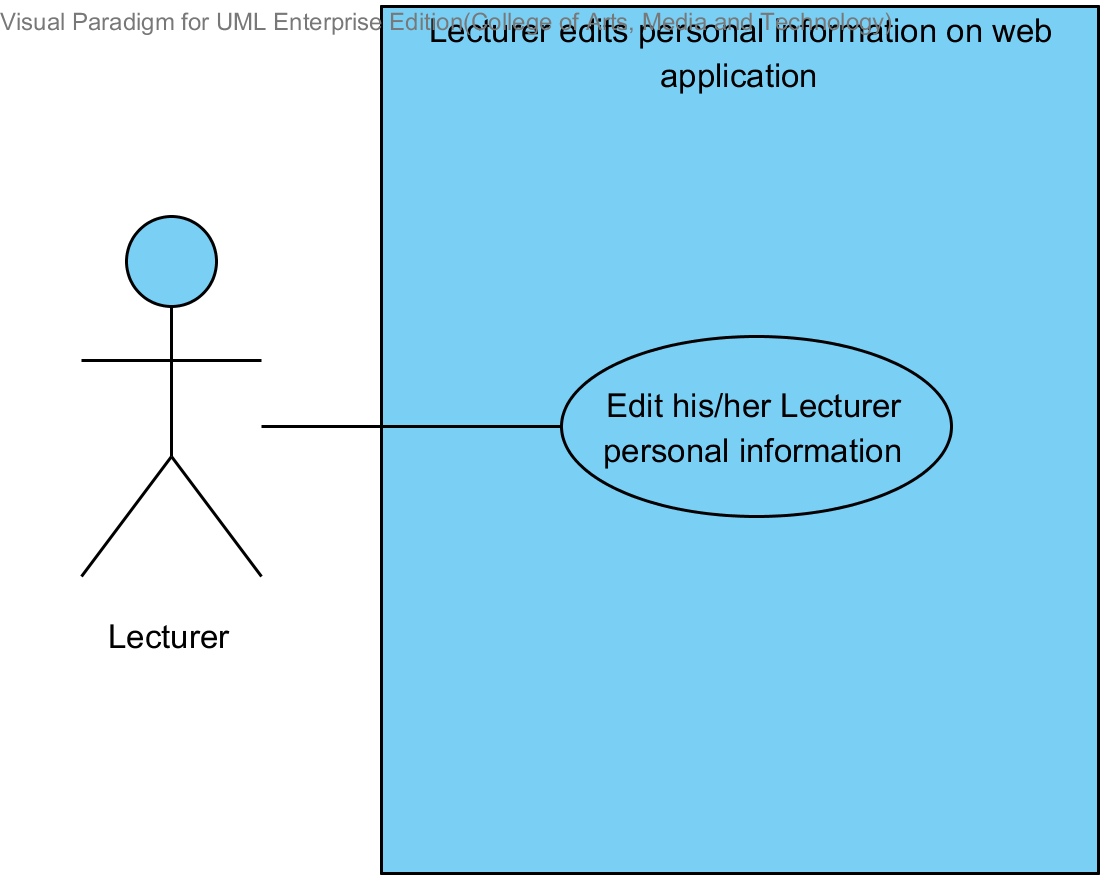 Visual Paradigm for UML Enterprise Edition(College of Arts, Media and Technology)
Lecturer edits personal information on web
application
Edit his/her Lecturer
personal information
Lecturer